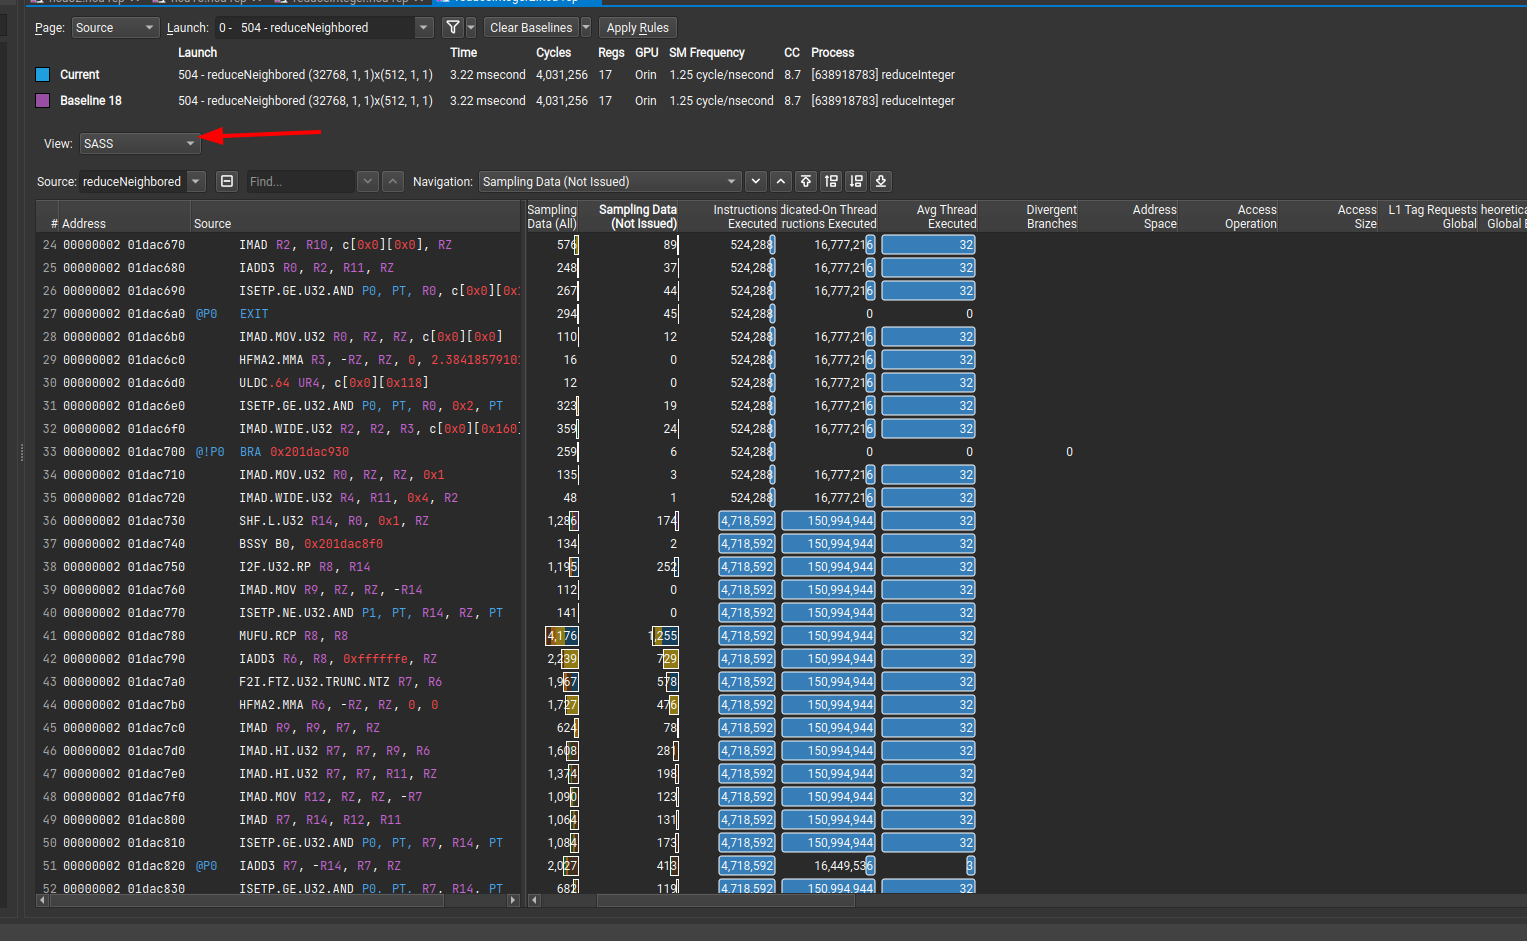 Page: Source Launch: 0 - 504 - reduceNeighbored Clear Baselines Apply Rules
Launch Time Cycles Regs GPU SM Frequency CC Process
Current 504 - reduceNeighbored (32768, 1, 1)x(512, 1, 1) 3.22 msecond 4,031,256 17 Orin 1.25 cycle/nsecond 8.7 [638918783] reduceInteger
Baseline 18 504 - reduceNeighbored (32768, 1, 1)x(512, 1, 1) 3.22 msecond 4,031,256 17 Orin 1.25 cycle/nsecond 8.7 [638918783] reduceInteger
View: SASS
Source: reduceNeighbored Find... Navigation: Sampling Data (Not Issued)
Sampling Sampling Data Instructions dicated-On Thread Avg Thread Divergent Address Access Access L1 Tag Requests heoretica
# Address Source Data (All) (Not Issued) Executed ructions Executed Executed Branches Space Operation Size Global Global E
24 00000002 01dac670 IMAD R2, R10, c[0x0][0x0], RZ 576 89 524,288 16,777,216 32
25 00000002 01dac680 IADD3 R0, R2, R11, RZ 248 37 524,288 16,777,216 32
26 00000002 01dac690 ISETP.GE.U32.AND P0, PT, R0, c[0x0][0x1 267 44 524,288 16,777,216 32
27 00000002 01dac6a0 @P0 EXIT 294 45 524,288 0 0
28 00000002 01dac6b0 IMAD.MOV.U32 R0, RZ, RZ, c[0x0][0x0] 110 12 524,288 16,777,216 32
29 00000002 01dac6c0 HFMA2.MMA R3, -RZ, RZ, 0, 2.38418579101 16 0 524,288 16,777,216 32
30 00000002 01dac6d0 ULDC.64 UR4, c[0x0][0x118] 12 0 524,288 16,777,216 32
31 00000002 01dac6e0 ISETP.GE.U32.AND P0, PT, R0, 0x2, PT 323 19 524,288 16,777,216 32
32 00000002 01dac6f0 IMAD.WIDE.U32 R2, R2, R3, c[0x0][0x160] 359 24 524,288 16,777,216 32
33 00000002 01dac700 @!P0 BRA 0x201dac930 259 6 524,288 0 0 0
34 00000002 01dac710 IMAD.MOV.U32 R0, RZ, RZ, 0x1 135 3 524,288 16,777,216 32
35 00000002 01dac720 IMAD.WIDE.U32 R4, R11, 0x4, R2 48 1 524,288 16,777,216 32
36 00000002 01dac730 SHF.L.U32 R14, R0, 0x1, RZ 1,286 174 4,718,592 150,994,944 32
37 00000002 01dac740 BSSY B0, 0x201dac8f0 134 2 4,718,592 150,994,944 32
38 00000002 01dac750 I2F.U32.RP R8, R14 1,195 252 4,718,592 150,994,944 32
39 00000002 01dac760 IMAD.MOV R9, RZ, RZ, -R14 112 0 4,718,592 150,994,944 32
40 00000002 01dac770 ISETP.NE.U32.AND P1, PT, R14, RZ, PT 141 0 4,718,592 150,994,944 32
41 00000002 01dac780 MUFU.RCP R8, R8 4,176 1,255 4,718,592 150,994,944 32
42 00000002 01dac790 IADD3 R6, R8, 0xffffffe, RZ 2,239 729 4,718,592 150,994,944 32
43 00000002 01dac7a0 F2I.FTZ.U32.TRUNC.NTZ R7, R6 1,967 578 4,718,592 150,994,944 32
44 00000002 01dac7b0 HFMA2.MMA R6, -RZ, RZ, 0, 0 1,727 476 4,718,592 150,994,944 32
45 00000002 01dac7c0 IMAD R9, R9, R7, RZ 624 78 4,718,592 150,994,944 32
46 00000002 01dac7d0 IMAD.HI.U32 R7, R7, R9, R6 1,608 281 4,718,592 150,994,944 32
47 00000002 01dac7e0 IMAD.HI.U32 R7, R7, R11, RZ 1,374 198 4,718,592 150,994,944 32
48 00000002 01dac7f0 IMAD.MOV R12, RZ, RZ, -R7 1,090 123 4,718,592 150,994,944 32
49 00000002 01dac800 IMAD R7, R14, R12, R11 1,064 131 4,718,592 150,994,944 32
50 00000002 01dac810 ISETP.GE.U32.AND P0, PT, R7, R14, PT 1,084 173 4,718,592 150,994,944 32
51 00000002 01dac820 @P0 IADD3 R7, -R14, R7, RZ 2,027 413 4,718,592 16,449,536 3
52 00000002 01dac830 ISETP.GE.U32.AND P0, PT, R7, R14, PT 682 119 4,718,592 150,994,944 32